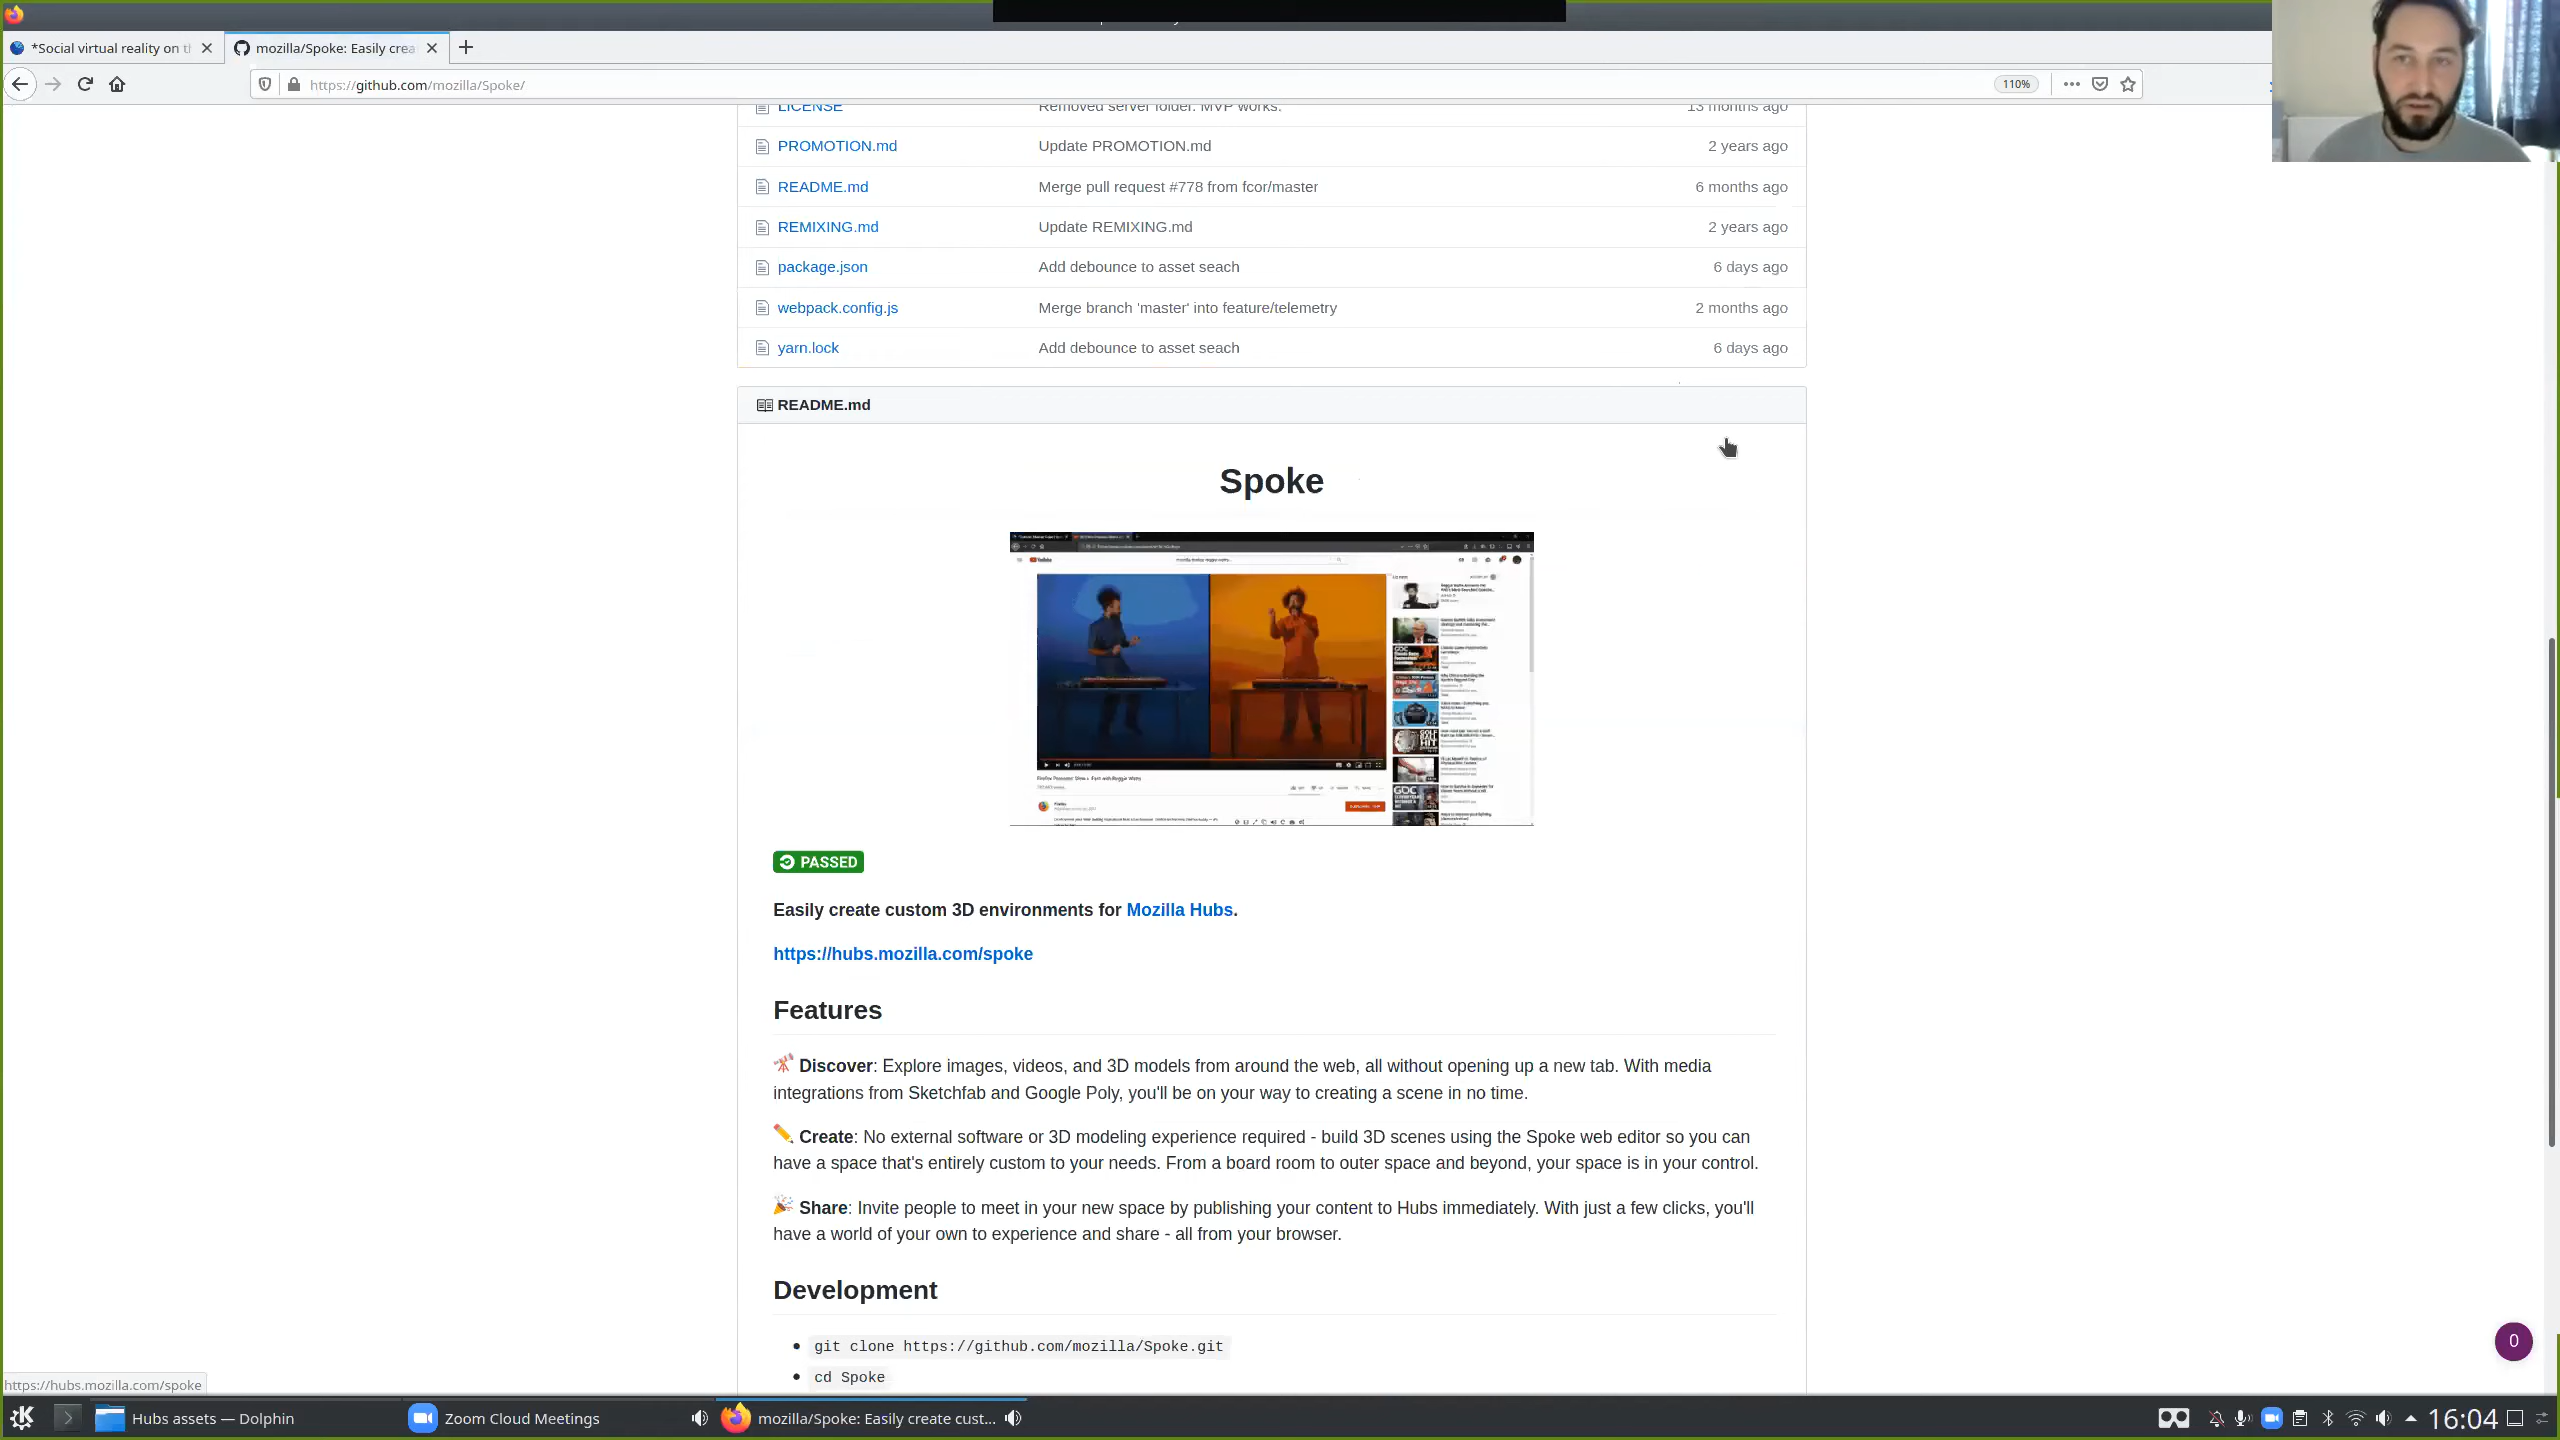 *Social virtual reality on t
mozilla/Spoke: Easily crea
https://github.com/mozilla/Spoke/
110%
LICENSE Removed server folder. MVP works. 13 months ago
PROMOTION.md Update PROMOTION.md 2 years ago
README.md Merge pull request #778 from fcor/master 6 months ago
REMIXING.md Update REMIXING.md 2 years ago
package.json Add debounce to asset seach 6 days ago
webpack.config.js Merge branch 'master' into feature/telemetry 2 months ago
yarn.lock Add debounce to asset seach 6 days ago
README.md
Spoke
YouTube
PASSED
Easily create custom 3D environments for Mozilla Hubs.
https://hubs.mozilla.com/spoke
Features
Discover: Explore images, videos, and 3D models from around the web, all without opening up a new tab. With media
integrations from Sketchfab and Google Poly, you'll be on your way to creating a scene in no time.
Create: No external software or 3D modeling experience required - build 3D scenes using the Spoke web editor so you can
have a space that's entirely custom to your needs. From a board room to outer space and beyond, your space is in your control.
Share: Invite people to meet in your new space by publishing your content to Hubs immediately. With just a few clicks, you'll
have a world of your own to experience and share - all from your browser.
Development
git clone https://github.com/mozilla/Spoke.git
cd Spoke
0
https://hubs.mozilla.com/spoke
Hubs assets — Dolphin
Zoom Cloud Meetings
mozilla/Spoke: Easily create cust...
16:04